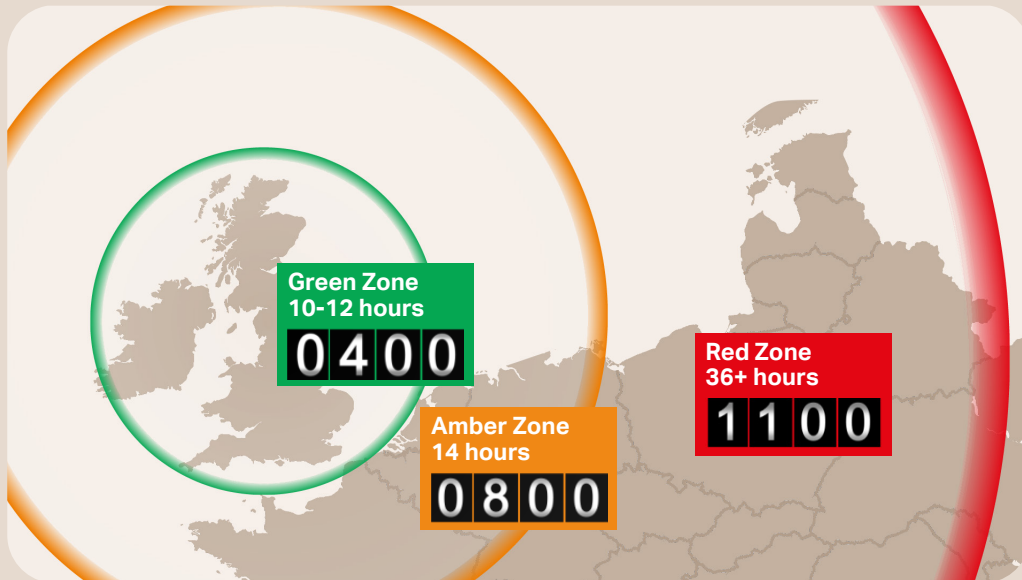 Green Zone
10-12 hours
0400
Amber Zone
14 hours
0800
Red Zone
36+ hours
1100